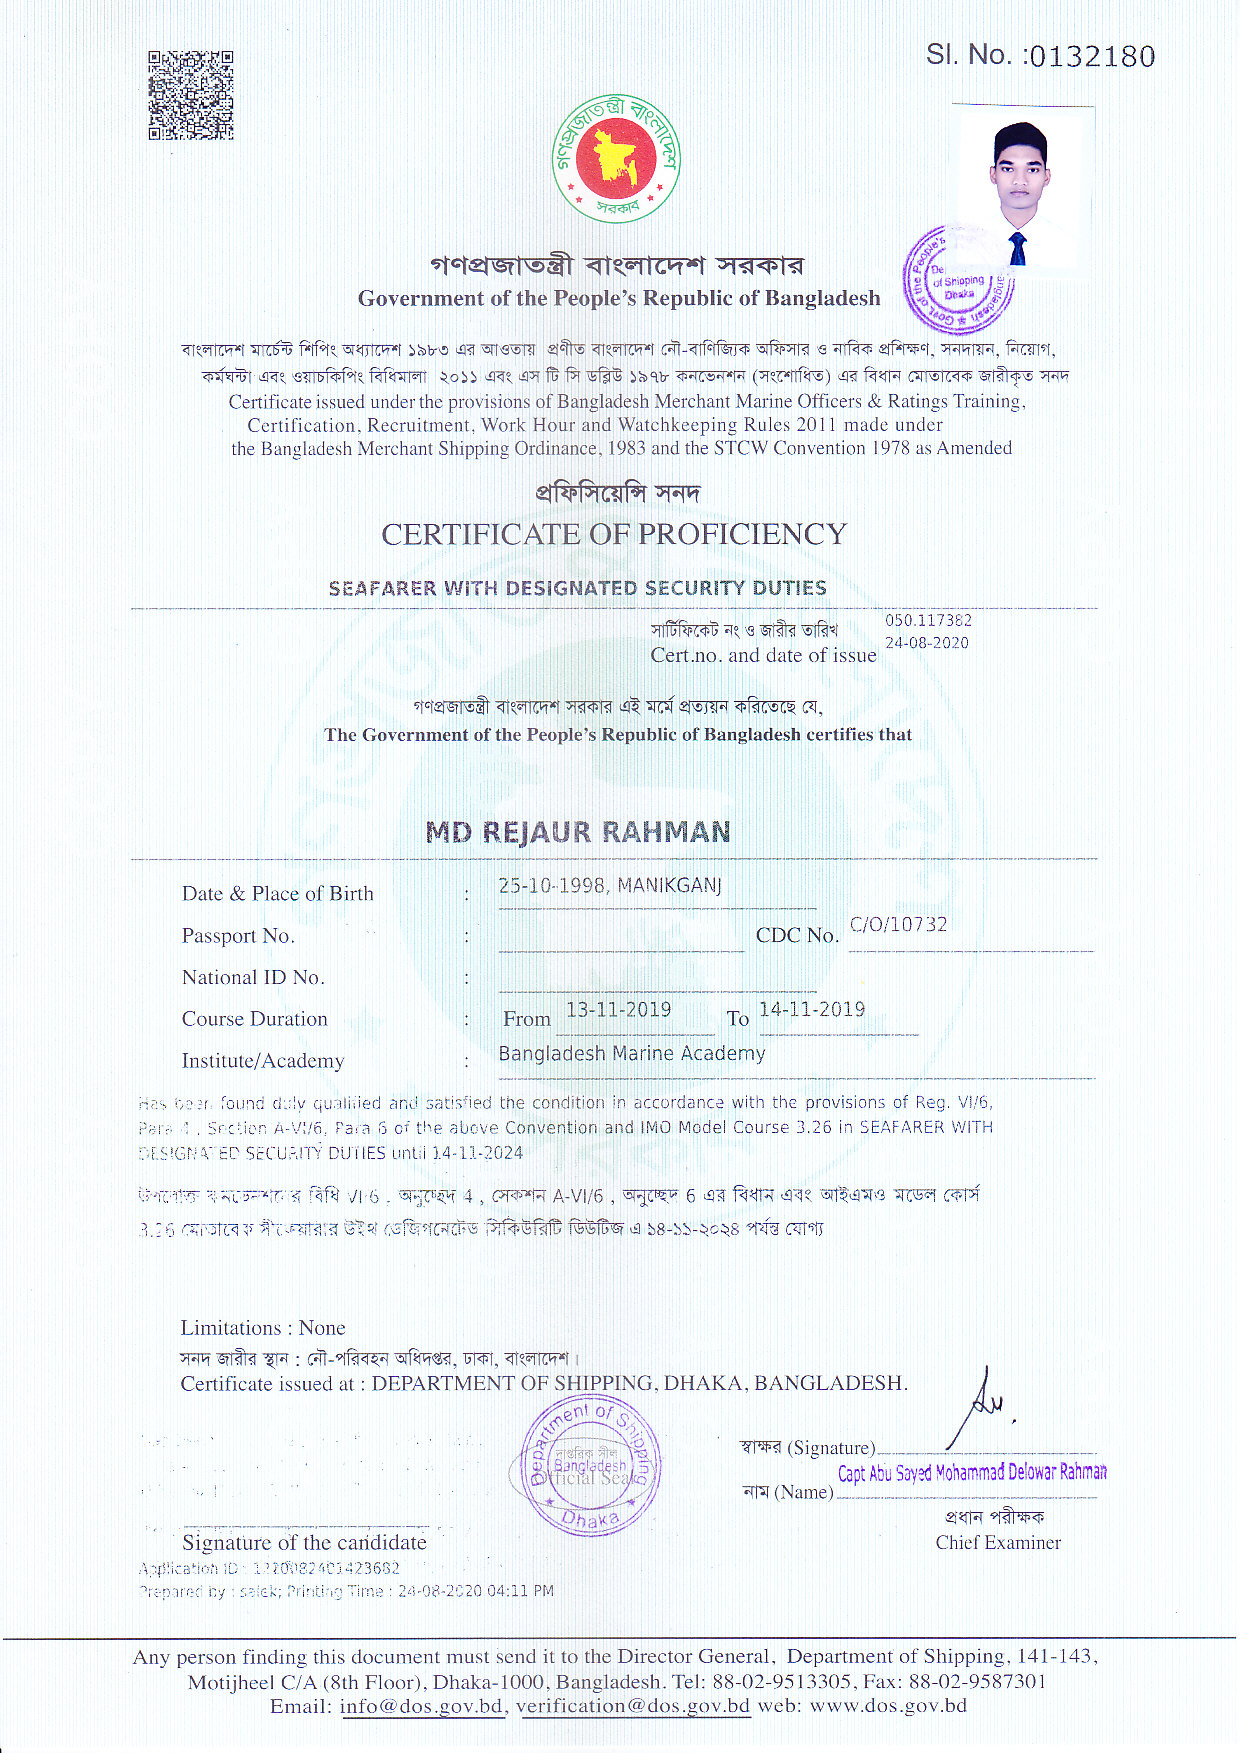 Sl. No. :0132180
গণপ্রজাতন্ত্রী বাংলাদেশ
সরকার
গণপ্রজাতন্ত্রী বাংলাদেশ সরকার
Government of the People's Republic of Bangladesh
of Shipping
Dhaka
বাংলাদেশ মার্চেন্ট শিপিং অধ্যাদেশ ১৯৮৩ এর আওতায় প্রণীত বাংলাদেশ নৌ-বাণিজ্যিক অফিসার ও নাবিক প্রশিক্ষণ, সনদায়ন, নিয়োগ,
কর্মঘন্টা এবং ওয়াচকিপিং বিধিমালা ২০১১ এবং এস টি সি ডব্লিউ ১৯৭৮ কনভেনশন (সংশোধিত) এর বিধান মোতাবেক জারীকৃত সনদ
Certificate issued under the provisions of Bangladesh Merchant Marine Officers & Ratings Training,
Certification, Recruitment, Work Hour and Watchkeeping Rules 2011 made under
the Bangladesh Merchant Shipping Ordinance, 1983 and the STCW Convention 1978 as Amended
প্রফিসিয়েন্সি সনদ
CERTIFICATE OF PROFICIENCY
SEAFARER WITH DESIGNATED SECURITY DUTIES
সার্টিফিকেট নং ও জারীর তারিখ 050.117382
Cert.no. and date of issue 24-08-2020
গণপ্রজাতন্ত্রী বাংলাদেশ সরকার এই মর্মে প্রত্যয়ন করিতেছে যে,
The Government of the People's Republic of Bangladesh certifies that
MD REJAUR RAHMAN
Date & Place of Birth : 25-10-1998, MANIKGANJ
Passport No. : CDC No. C/O/10732
National ID No. :
Course Duration : From 13-11-2019 To 14-11-2019
Institute/Academy : Bangladesh Marine Academy
Has been found duly qualified and satisfied the condition in accordance with the provisions of Reg. VI/6,
Para 4 , Section A-VI/6, Para 6 of the above Convention and IMO Model Course 3.26 in SEAFARER WITH
DESIGNATED SECURITY DUTIES until 14-11-2024
উপরোক্ত কনভেনশনের বিধি VI/6 , অনুচ্ছেদ 4 , সেকশন A-VI/6 , অনুচ্ছেদ 6 এর বিধান এবং আইএমও মডেল কোর্স
3.26 মোতাবেক সীফেয়ারার উইথ ডেজিগনেটেড সিকিউরিটি ডিউটিজ এ ১৪-১১-২০২৪ পর্যন্ত যোগ্য
Limitations : None
সনদ জারীর স্থান : নৌ-পরিবহন অধিদপ্তর, ঢাকা, বাংলাদেশ।
Certificate issued at : DEPARTMENT OF SHIPPING, DHAKA, BANGLADESH.
Department of Shipping
দাপ্তরিক সীল
Bangladesh
Official Seal
Dhaka
স্বাক্ষর (Signature)
Capt Abu Sayed Mohammad Delowar Rahman
নাম (Name)
প্রধান পরীক্ষক
Chief Examiner
Signature of the candidate
Application ID :
Prepared by : Printing Time : 24-08-2020 04:11 PM
Any person finding this document must send it to the Director General, Department of Shipping, 141-143,
Motijheel C/A (8th Floor), Dhaka-1000, Bangladesh. Tel: 88-02-9513305, Fax: 88-02-9587301
Email: info@dos.gov.bd, verification@dos.gov.bd web: www.dos.gov.bd